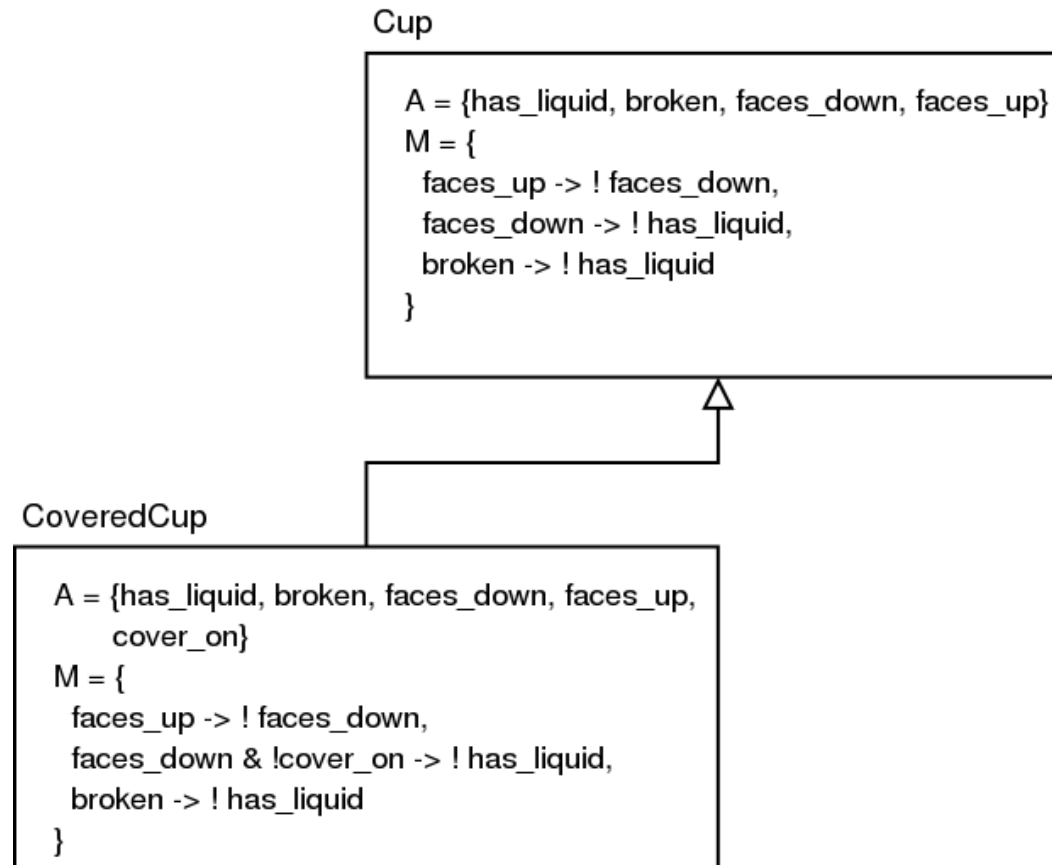 Cup
A = {has_liquid, broken, faces_down, faces_up}
M = {
faces_up -> ! faces_down,
faces_down -> ! has_liquid,
broken -> ! has_liquid
}
CoveredCup
A = {has_liquid, broken, faces_down, faces_up,
cover_on}
M = {
faces_up -> ! faces_down,
faces_down & !cover_on -> ! has_liquid,
broken -> ! has_liquid
}